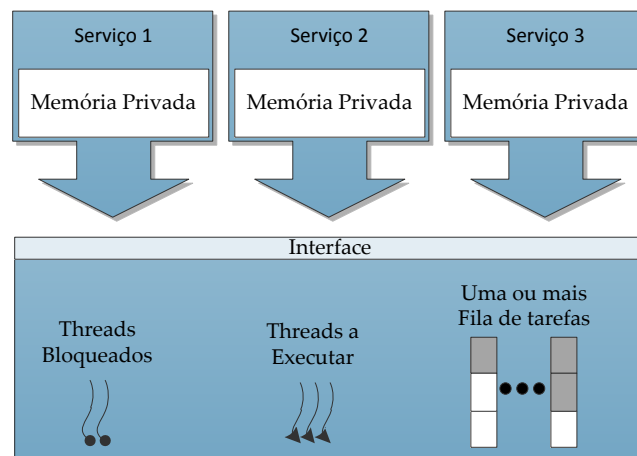 Serviço 1
Serviço 2
Serviço 3
Memória Privada
Memória Privada
Memória Privada
Interface
Threads
Bloqueados
Threads a
Executar
Uma ou mais
Fila de tarefas